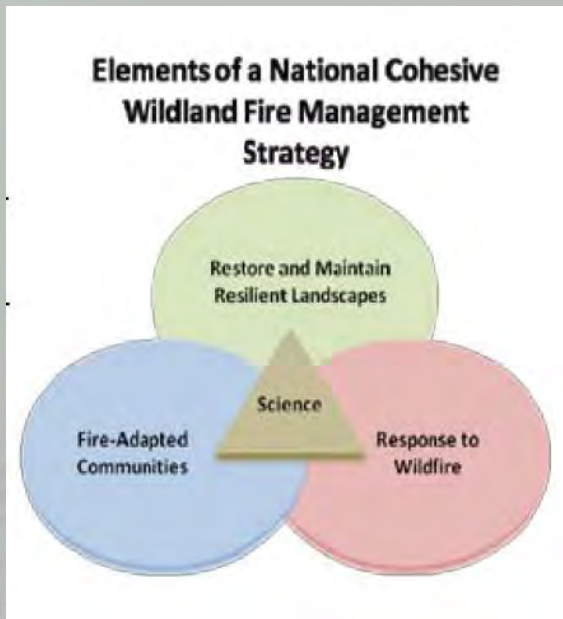 Elements of a National Cohesive
Wildland Fire Management
Strategy
Restore and Maintain
Resilient Landscapes
Science
Fire-Adapted
Communities
Response to
Wildfire